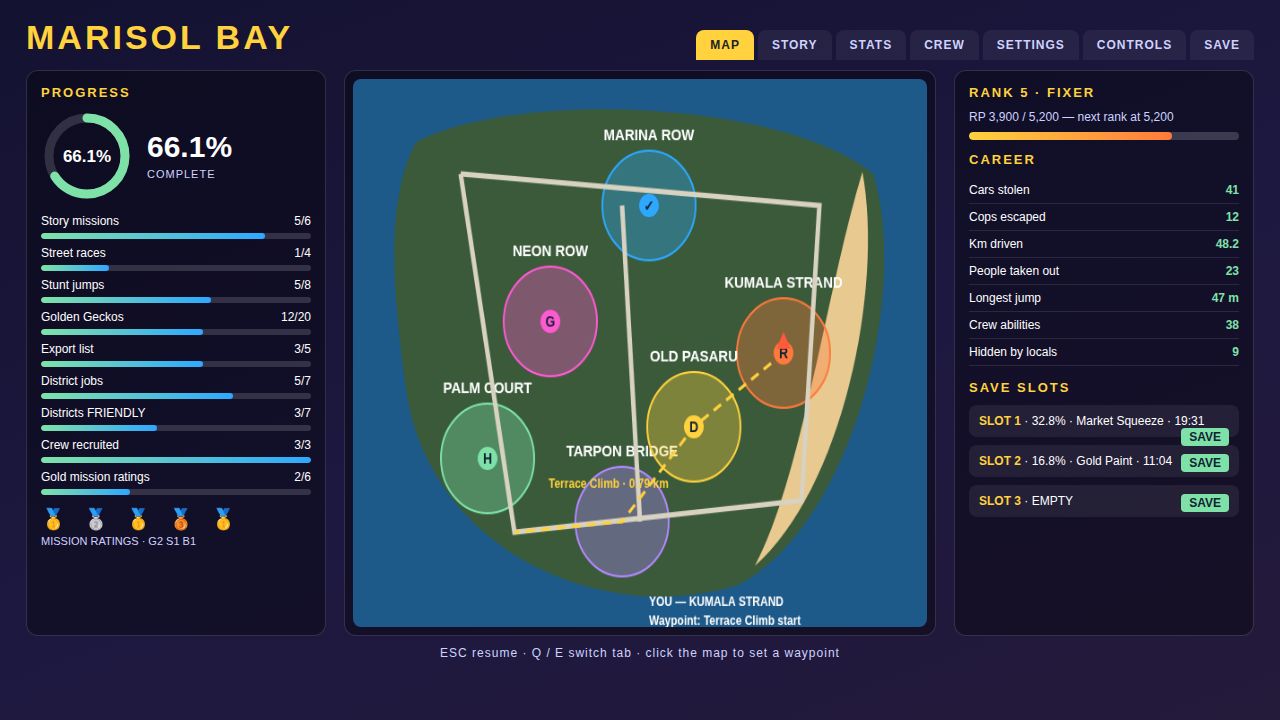 MARISOL BAY
MAP STORY STATS CREW SETTINGS CONTROLS SAVE
PROGRESS
66.1%
66.1%
COMPLETE
Story missions 5/6
Street races 1/4
Stunt jumps 5/8
Golden Geckos 12/20
Export list 3/5
District jobs 5/7
Districts FRIENDLY 3/7
Crew recruited 3/3
Gold mission ratings 2/6
MISSION RATINGS · G2 S1 B1
MARINA ROW
✓
NEON ROW
G
KUMALA STRAND
R
OLD PASARU
D
PALM COURT
H
TARPON BRIDGE
Terrace Climb · 0.79 km
YOU — KUMALA STRAND
Waypoint: Terrace Climb start
RANK 5 · FIXER
RP 3,900 / 5,200 — next rank at 5,200
CAREER
Cars stolen 41
Cops escaped 12
Km driven 48.2
People taken out 23
Longest jump 47 m
Crew abilities 38
Hidden by locals 9
SAVE SLOTS
SLOT 1 · 32.8% · Market Squeeze · 19:31
SAVE
SLOT 2 · 16.8% · Gold Paint · 11:04 SAVE
SLOT 3 · EMPTY SAVE
ESC resume · Q / E switch tab · click the map to set a waypoint